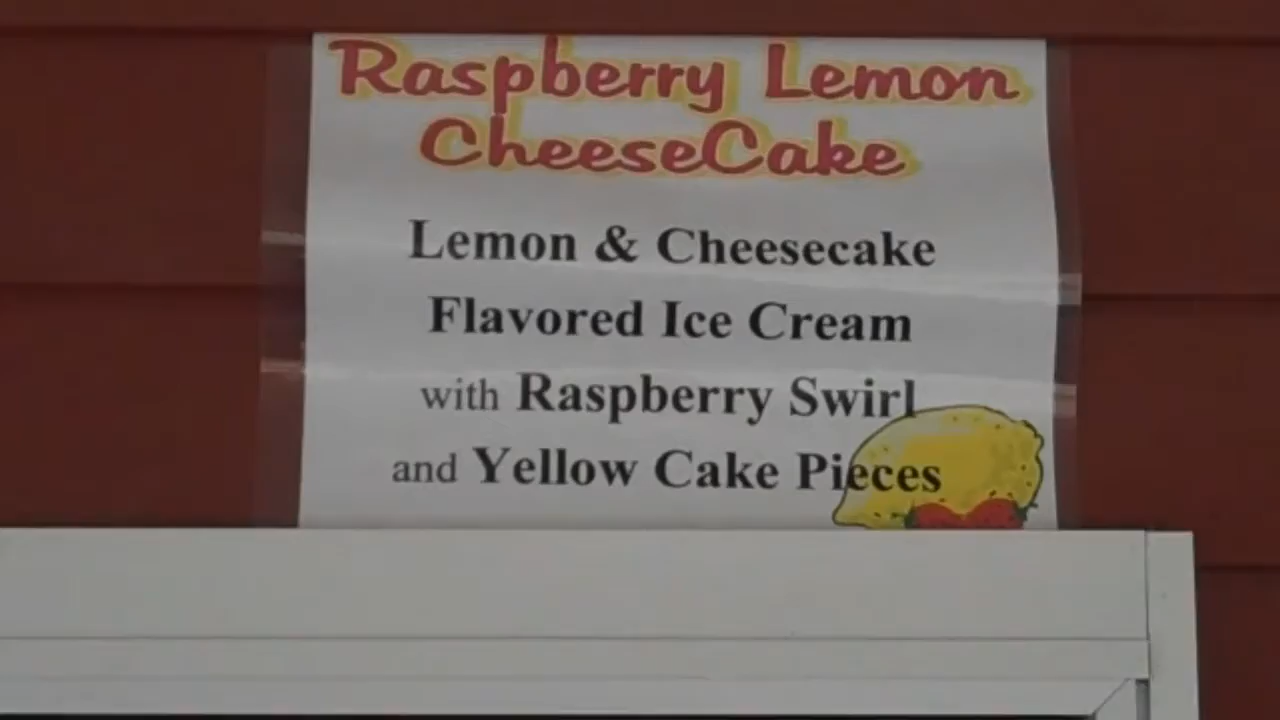 Raspberry Lemon
CheeseCake
Lemon & Cheesecake
Flavored Ice Cream
with Raspberry Swirl
and Yellow Cake Pieces